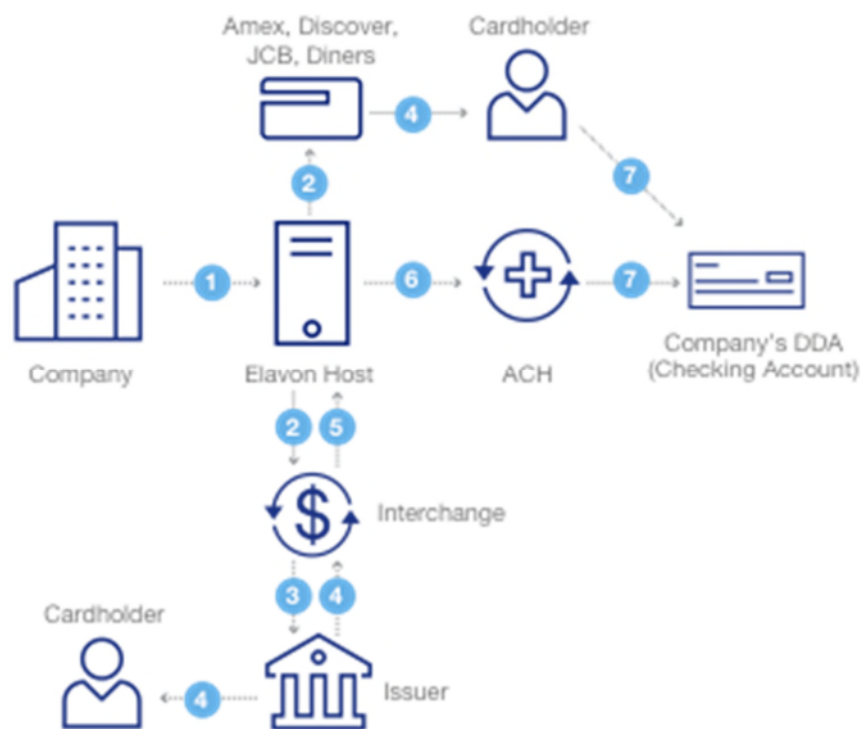 Amex, Discover,
JCB, Diners
Cardholder
4
2
7
1
6
7
Company
Elavon Host
ACH
Company's DDA
(Checking Account)
2
5
$
Interchange
3
4
Cardholder
4
Issuer